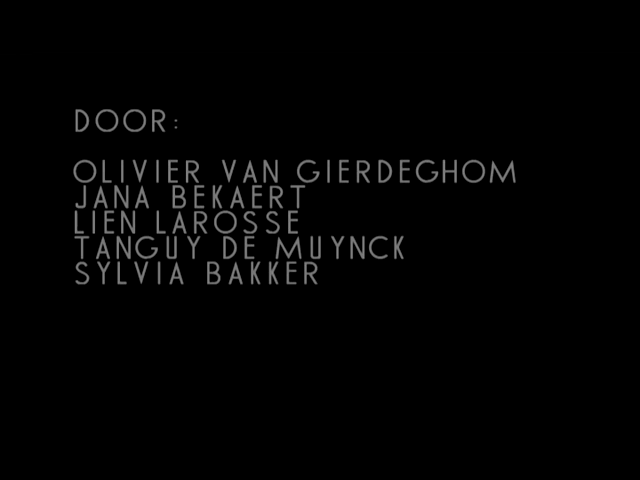 DOOR:
OLIVIER VAN GIERDEGHOM
JANA BEKAERT
LIEN LAROSSE
TANGUY DE MUYNCK
SYLVIA BAKKER